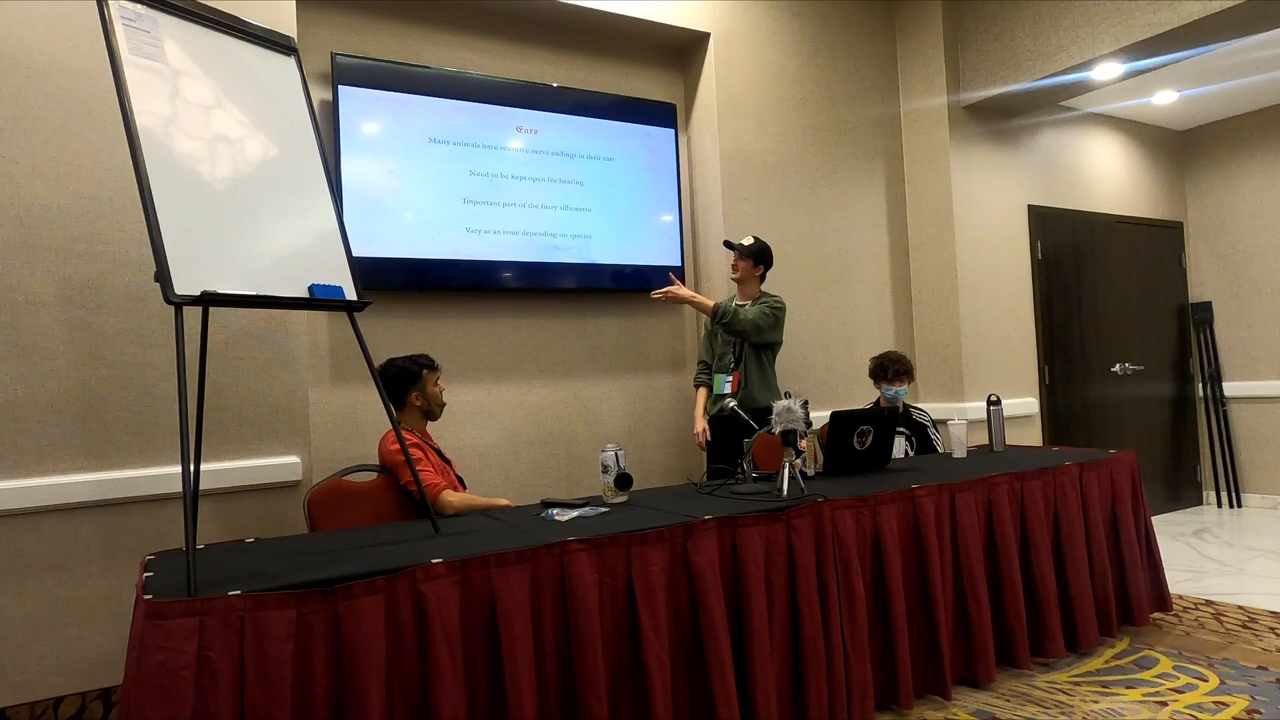 Ears
Many animals have sensitive nerve endings in their ears
Need to be kept open for hearing
Important part of the furry silhouette
Vary as an issue depending on species